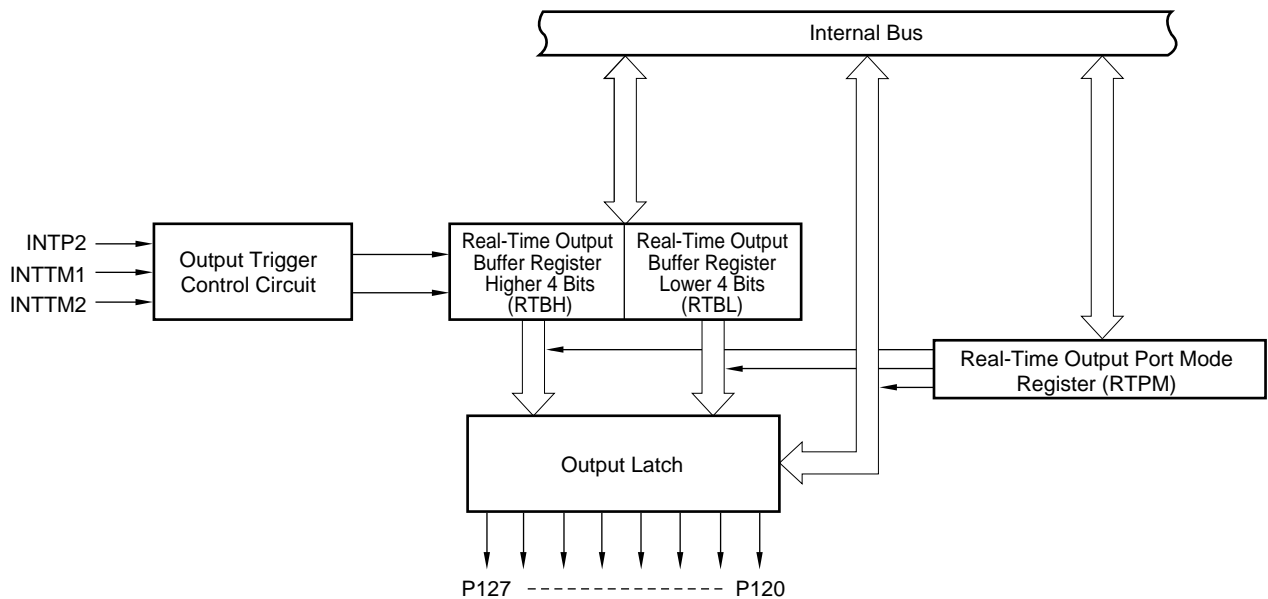 Internal Bus
INTP2
INTTM1
INTTM2
Output Trigger
Control Circuit
Real-Time Output
Buffer Register
Higher 4 Bits
(RTBH)
Real-Time Output
Buffer Register
Lower 4 Bits
(RTBL)
Real-Time Output Port Mode
Register (RTPM)
Output Latch
P127
P120